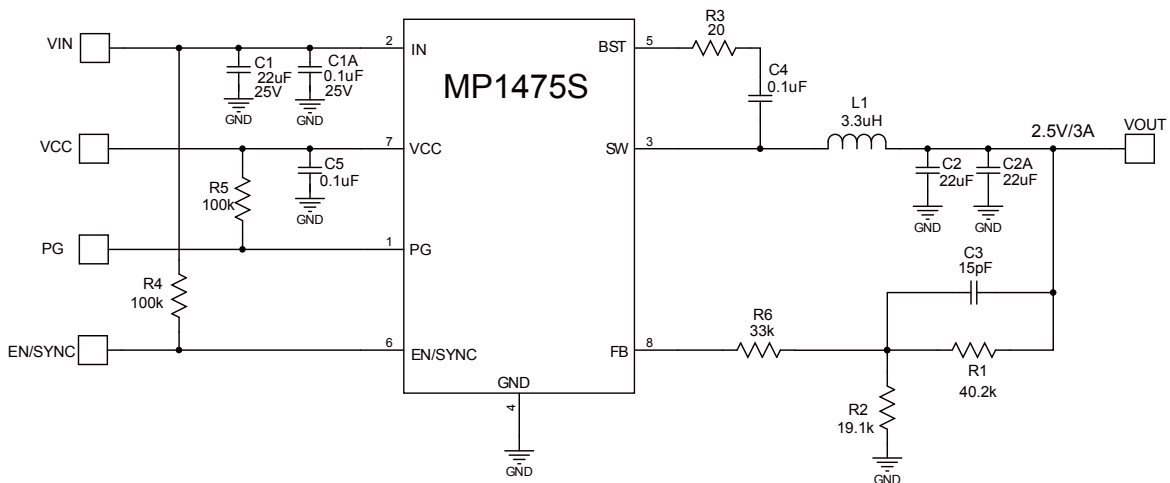 R3
20
VIN
2
IN
BST
5
C1
22uF
25V
C1A
0.1uF
25V
GND
GND
MP1475S
C4
0.1uF
L1
3.3uH
2.5V/3A
VOUT
VCC
7
VCC
SW
3
C5
0.1uF
GND
R5
100k
C2
22uF
C2A
22uF
GND
GND
PG
1
PG
C3
15pF
R4
100k
R6
33k
EN/SYNC
6
EN/SYNC
FB
8
R1
40.2k
GND
4
R2
19.1k
GND
GND